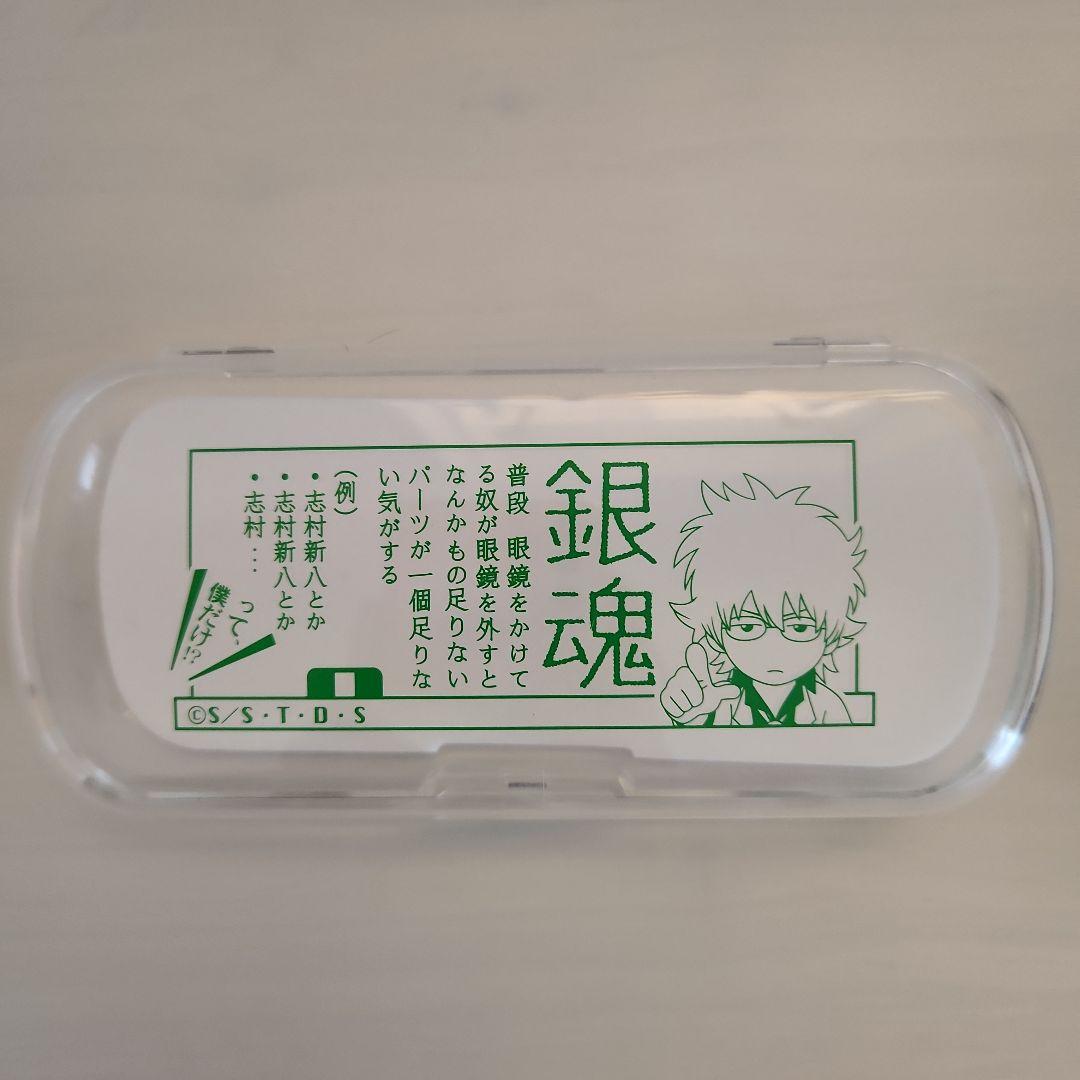 銀魂
普段 眼鏡をかけて
る奴が眼鏡を外すと
なんかもの足りない
パーツが一個足りな
い気がする
(例)
・志村新八とか
・志村新八とか
・志村…
って、
僕だけ!?
©S/S・T・D・S